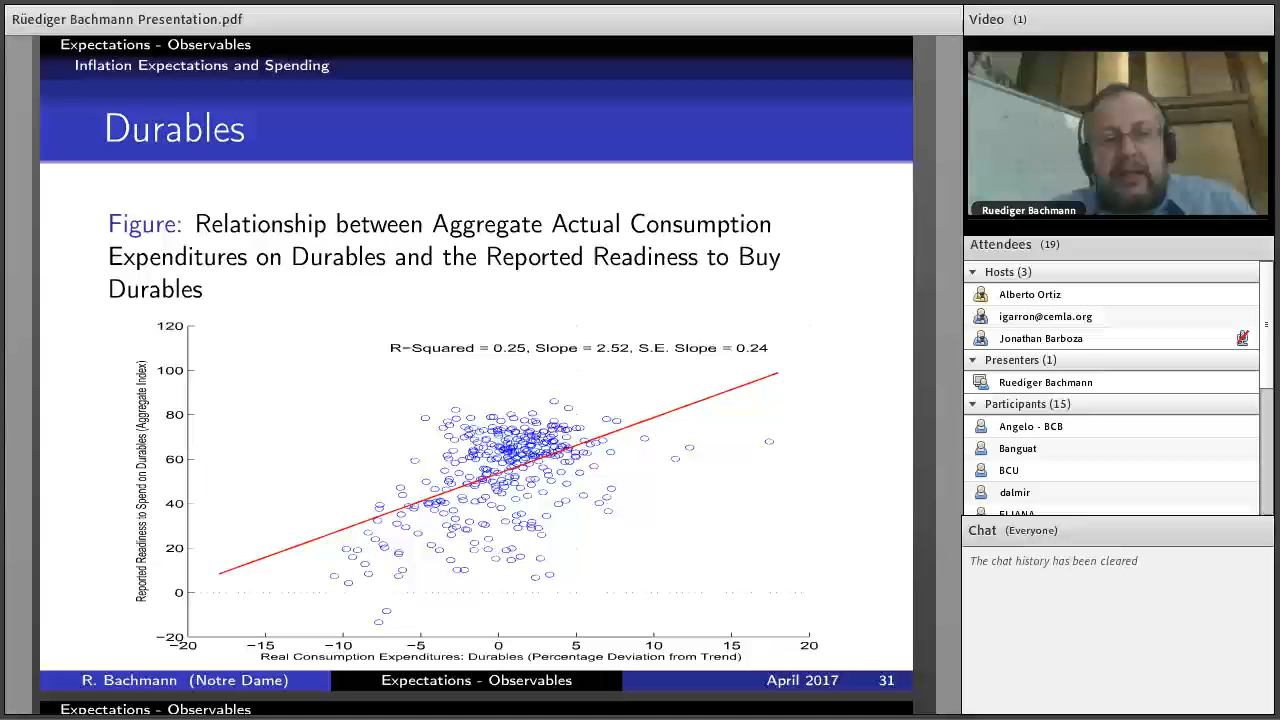 Rüediger Bachmann Presentation.pdf
Expectations - Observables
Inflation Expectations and Spending
Durables
Figure: Relationship between Aggregate Actual Consumption
Expenditures on Durables and the Reported Readiness to Buy
Durables
R-Squared = 0.25, Slope = 2.52, S.E. Slope = 0.24
Reported Readiness to Spend on Durables (Aggregate Index)
120
100
80
60
40
20
0
-20
-20 -15 -10 -5 0 5 10 15 20
Real Consumption Expenditures: Durables (Percentage Deviation from Trend)
R. Bachmann (Notre Dame) Expectations - Observables April 2017 31
Expectations - Observables
Video (1)
Ruediger Bachmann
Attendees (19)
Hosts (3)
Alberto Ortiz
igarron@cemla.org
Jonathan Barboza
Presenters (1)
Ruediger Bachmann
Participants (15)
Angelo - BCB
Banguat
BCU
dalmir
ELIANA
Chat (Everyone)
The chat history has been cleared